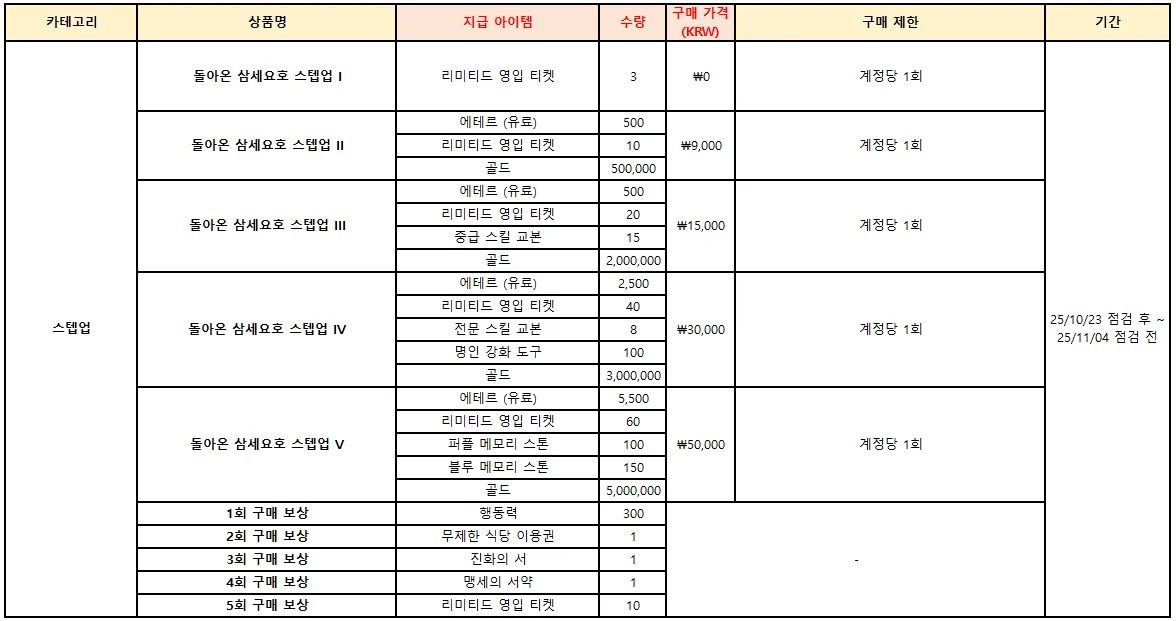 카테고리 상품명 지급 아이템 수량 구매 가격 (KRW) 구매 제한 기간
스텝업
돌아온 삼세요호 스텝업 I 리미티드 영입 티켓 3 ₩0 계정당 1회
돌아온 삼세요호 스텝업 II ₩9,000 계정당 1회
에테르 (유료) 500
리미티드 영입 티켓 10
골드 500,000
돌아온 삼세요호 스텝업 III ₩15,000 계정당 1회
에테르 (유료) 500
리미티드 영입 티켓 20
중급 스킬 교본 15
골드 2,000,000
돌아온 삼세요호 스텝업 IV ₩30,000 계정당 1회
에테르 (유료) 2,500
리미티드 영입 티켓 40
전문 스킬 교본 8
명인 강화 도구 100
골드 3,000,000
돌아온 삼세요호 스텝업 V ₩50,000 계정당 1회
에테르 (유료) 5,500
리미티드 영입 티켓 60
퍼플 메모리 스톤 100
블루 메모리 스톤 150
골드 5,000,000
1회 구매 보상 행동력 300
2회 구매 보상 무제한 식당 이용권 1
3회 구매 보상 진화의 서 1
4회 구매 보상 맹세의 서약 1
5회 구매 보상 리미티드 영입 티켓 10
-
25/10/23 점검 후 ~
25/11/04 점검 전